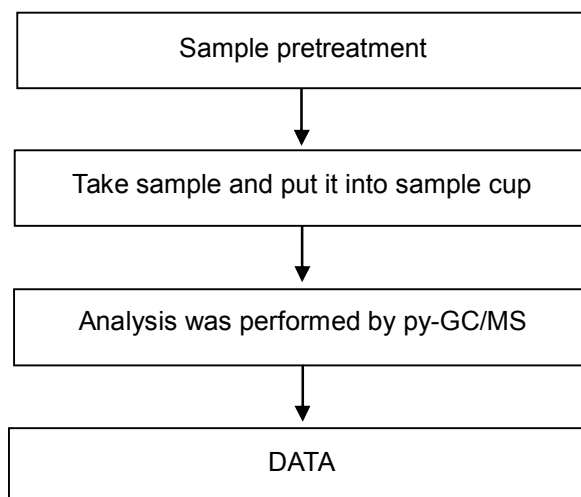 Sample pretreatment
Take sample and put it into sample cup
Analysis was performed by py-GC/MS
DATA